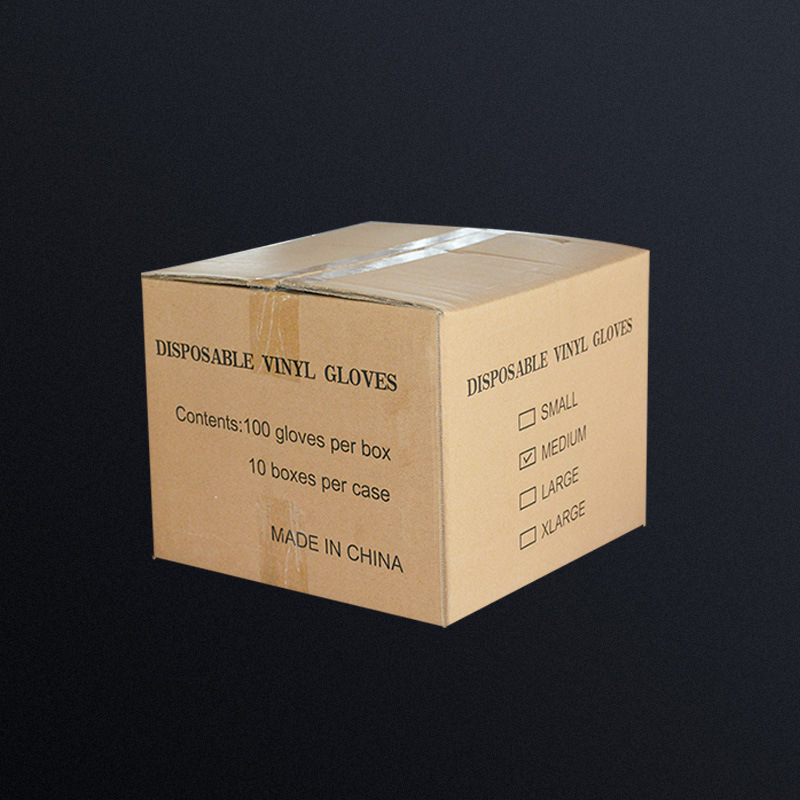 DISPOSABLE VINYL GLOVES
Contents:100 gloves per box
10 boxes per case
MADE IN CHINA
DISPOSABLE VINYL GLOVES
SMALL
MEDIUM
LARGE
XLARGE